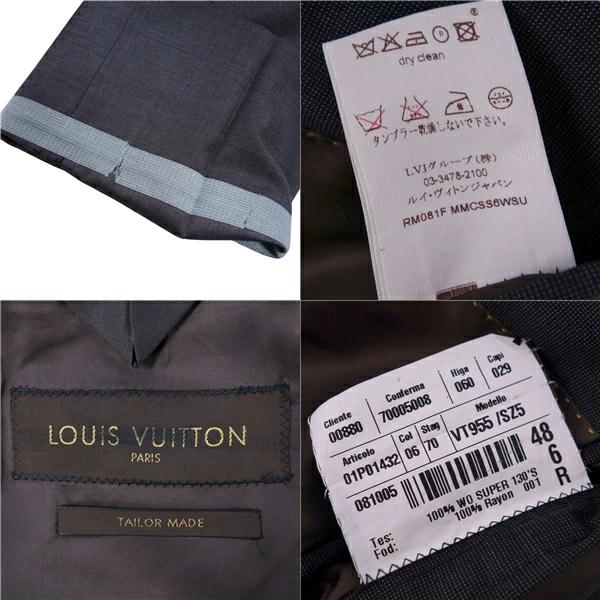 dry clean
タンブラー乾燥しないで下さい。
LVJグループ(株)
03-3478-2100
ルイ・ヴィトンジャパン
RM081F MMCSS6WSU
LOUIS VUITTON
PARIS
TAILOR MADE
Cliente Conferma Riga Capi
00880 70005008 060 029
Articolo Col Stag Modello
01P01432 06 70 VT955 /SZ5
081005
48
6
R
Tes: 100% WO SUPER 130'S
Fod: 100% Rayon 001